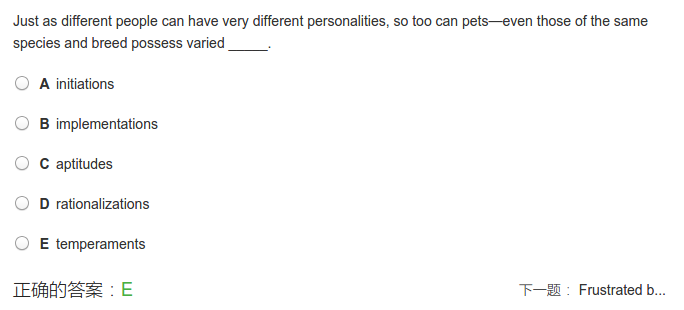 Just as different people can have very different personalities, so too can pets—even those of the same
species and breed possess varied _____.
A initiations
B implementations
C aptitudes
D rationalizations
E temperaments
正确的答案：E
下一题： Frustrated b...